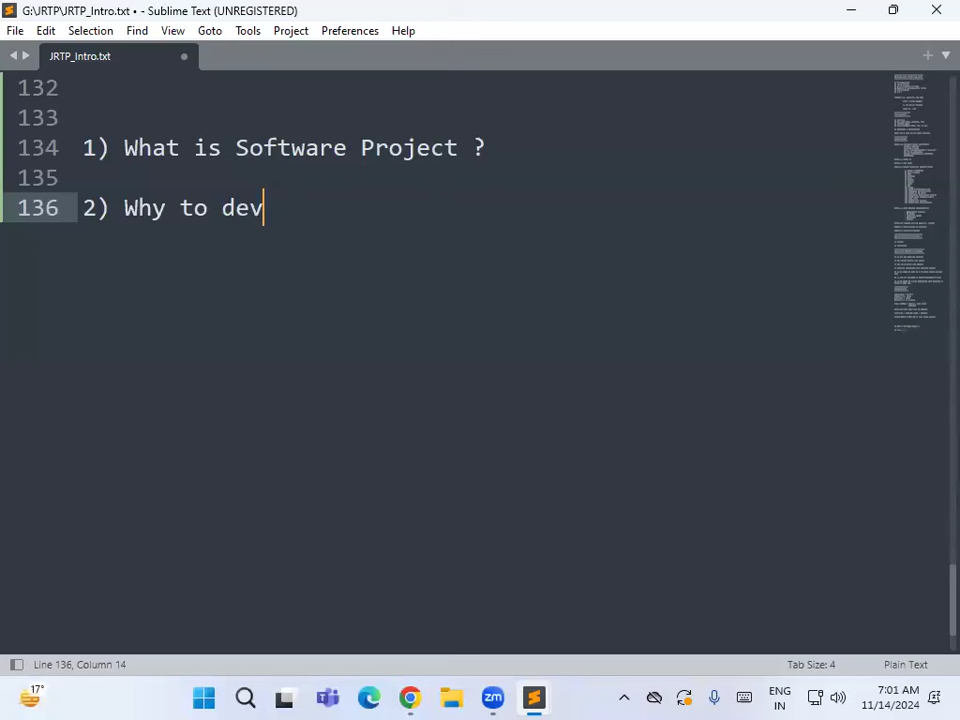 G:\JRTP\JRTP_Intro.txt • - Sublime Text (UNREGISTERED)
File Edit Selection Find View Goto Tools Project Preferences Help
JRTP_Intro.txt
132
133
134 1) What is Software Project ?
135
136 2) Why to dev
Line 136, Column 14
Tab Size: 4
Plain Text
17°
ENG
IN
7:01 AM
11/14/2024